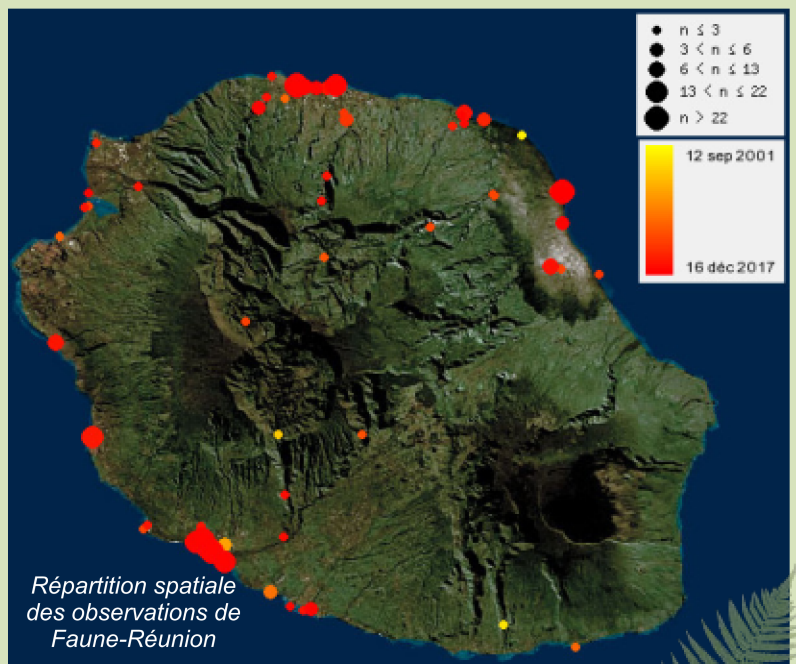 n ≤ 3
3 < n ≤ 6
6 < n ≤ 13
13 < n ≤ 22
n > 22
12 sep 2001
16 déc 2017
Répartition spatiale
des observations de
Faune-Réunion